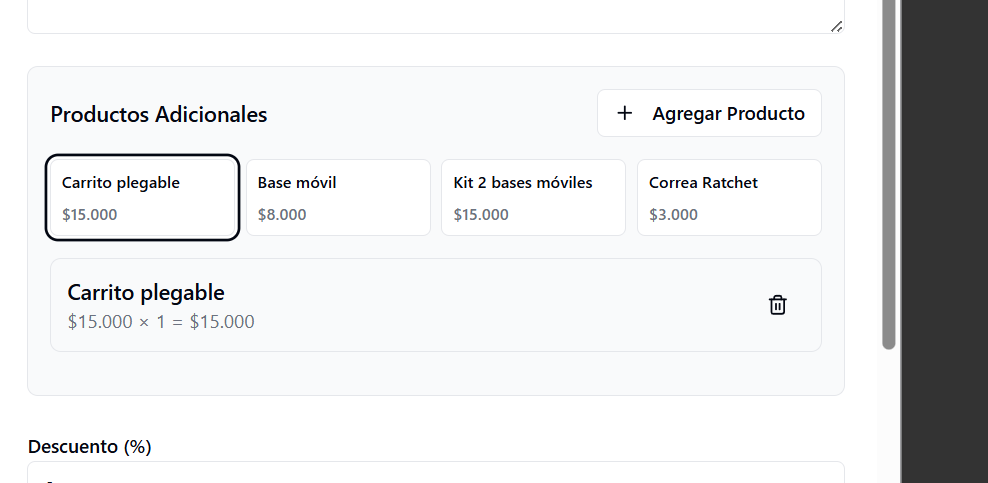 Productos Adicionales
+ Agregar Producto
Carrito plegable
$15.000
Base móvil
$8.000
Kit 2 bases móviles
$15.000
Correa Ratchet
$3.000
Carrito plegable
$15.000 × 1 = $15.000
Descuento (%)